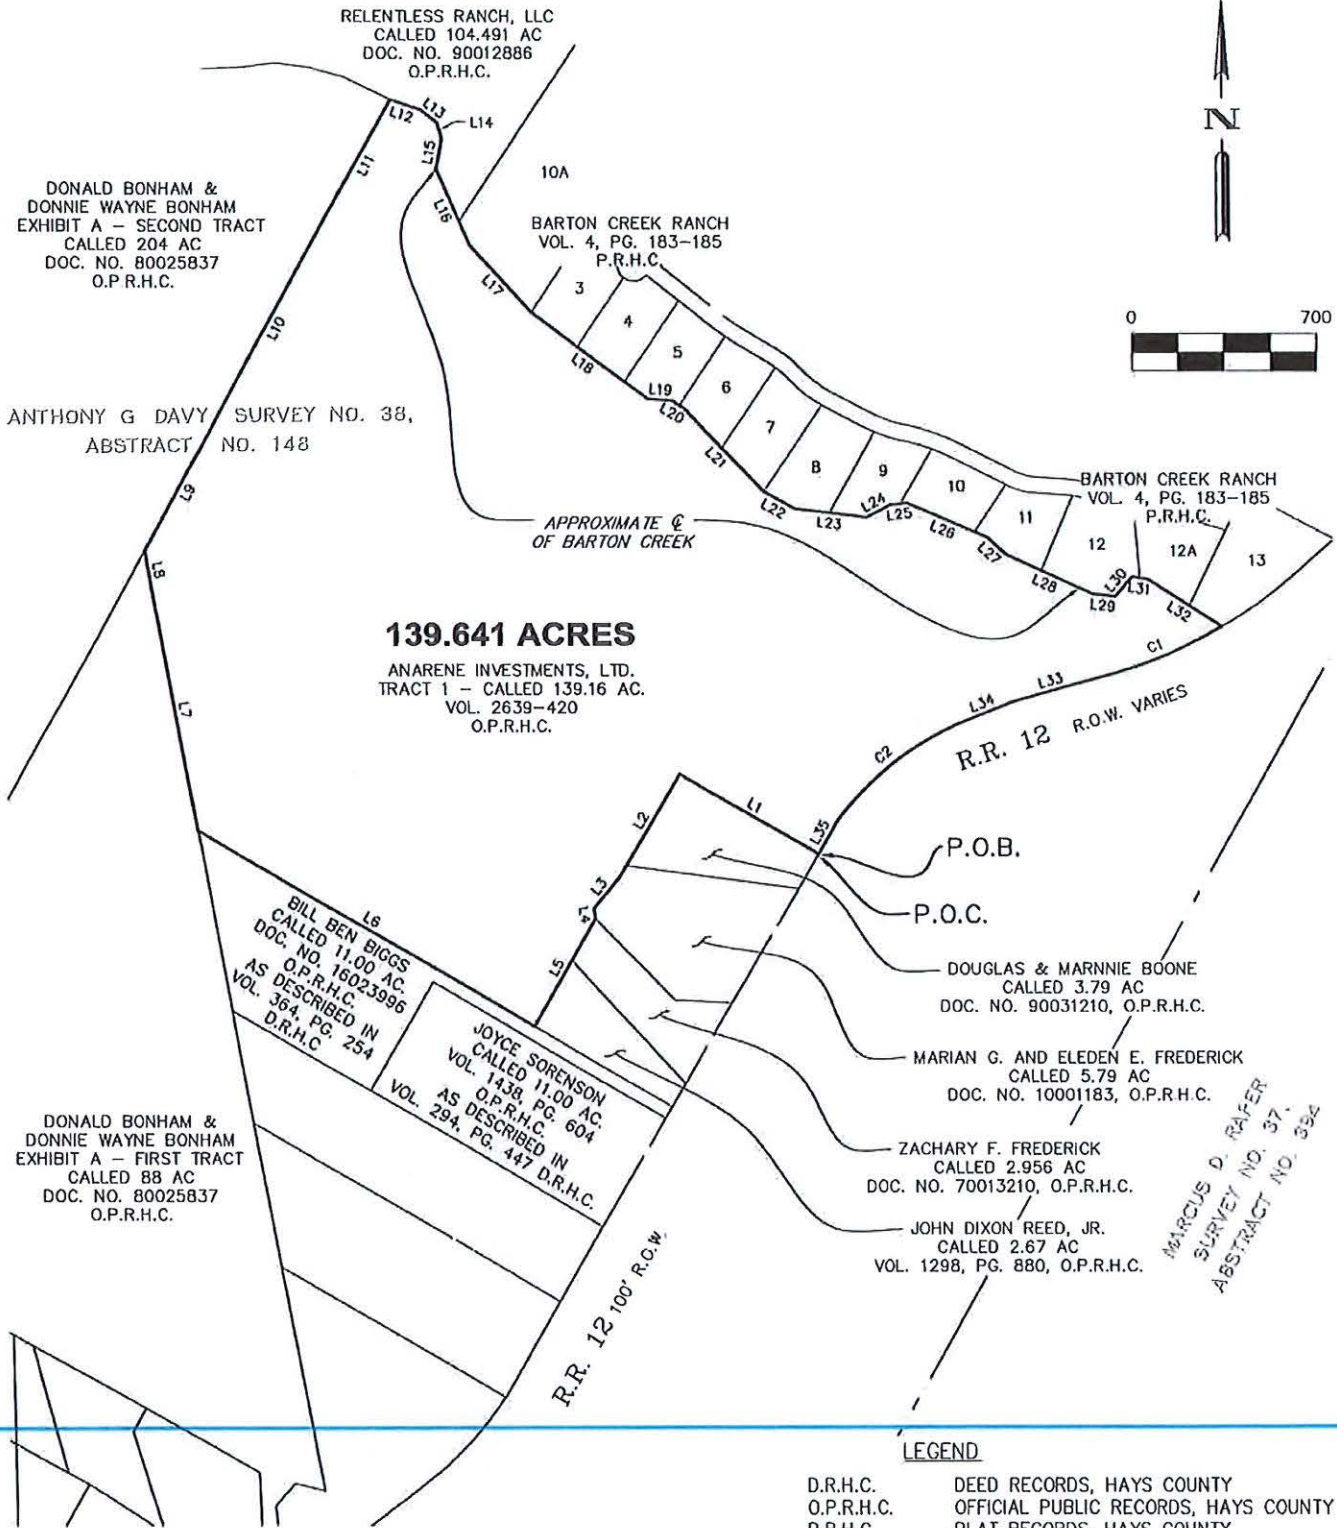 RELENTLESS RANCH, LLC
CALLED 104.491 AC
DOC. NO. 90012886
O.P.R.H.C.
N
0 700
L12
L13
L14
L15
L11
L16
10A
DONALD BONHAM &
DONNIE WAYNE BONHAM
EXHIBIT A – SECOND TRACT
CALLED 204 AC
DOC. NO. 80025837
O.P R.H.C.
BARTON CREEK RANCH
VOL. 4, PG. 183–185
P.R.H.C.
L17
3
4
5
6
7
8
9
10
11
12
12A
13
L10
L18
L19
L20
L21
L22
L23
L24
L25
L26
L27
L28
L29
L30
L31
L32
ANTHONY G DAVY SURVEY NO. 38,
ABSTRACT NO. 148
L9
BARTON CREEK RANCH
VOL. 4, PG. 183–185
P.R.H.C.
APPROXIMATE ℄
OF BARTON CREEK
L8
139.641 ACRES
ANARENE INVESTMENTS, LTD.
TRACT 1 – CALLED 139.16 AC.
VOL. 2639–420
O.P.R.H.C.
C1
L33
L34
C2
R.R. 12 R.O.W. VARIES
L7
L1
L2
L35
L3
L4
L5
L6
P.O.B.
P.O.C.
BILL BEN BIGGS
CALLED 11.00 AC.
DOC. NO. 16023996
O.P.R.H.C.
AS DESCRIBED IN
VOL. 364, PG. 254
D.R.H.C
JOYCE SORENSON
CALLED 11.00 AC.
VOL. 1438, PG. 604
O.P.R.H.C.
AS DESCRIBED IN
VOL. 294, PG. 447 D.R.H.C.
DOUGLAS & MARNNIE BOONE
CALLED 3.79 AC
DOC. NO. 90031210, O.P.R.H.C.
MARIAN G. AND ELEDEN E. FREDERICK
CALLED 5.79 AC
DOC. NO. 10001183, O.P.R.H.C.
ZACHARY F. FREDERICK
CALLED 2.956 AC
DOC. NO. 70013210, O.P.R.H.C.
JOHN DIXON REED, JR.
CALLED 2.67 AC
VOL. 1298, PG. 880, O.P.R.H.C.
MARCUS D. RAPER
SURVEY NO. 37,
ABSTRACT NO. 394
DONALD BONHAM &
DONNIE WAYNE BONHAM
EXHIBIT A – FIRST TRACT
CALLED 88 AC
DOC. NO. 80025837
O.P.R.H.C.
R.R. 12 100' R.O.W.
LEGEND
D.R.H.C. DEED RECORDS, HAYS COUNTY
O.P.R.H.C. OFFICIAL PUBLIC RECORDS, HAYS COUNTY
P.R.H.C. PLAT RECORDS, HAYS COUNTY